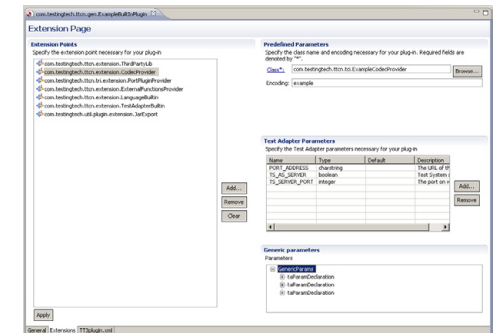 com.testingtech.ttcn.gen.ExampleBuiltInPlugin
Extension Page
Extension Points
Specify the extension point necessary for your plug-in
com.testingtech.ttcn.extension.ThirdPartyLib
com.testingtech.ttcn.extension.CodecProvider
com.testingtech.ttcn.tri.extension.PortPluginProvider
com.testingtech.ttcn.extension.ExternalFunctionsProvider
com.testingtech.ttcn.extension.LanguageBuiltin
com.testingtech.ttcn.extension.TestAdapterBuiltin
com.testingtech.util.plugin.extension.JarExport
Add...
Remove
Clear
Apply
Predefined Parameters
Specify the class name and encoding necessary for your plug-in. Required fields are
denoted by "*".
Class*: com.testingtech.ttcn.tci.ExampleCodecProvider Browse...
Encoding: example
Test Adapter Parameters
Specify the Test Adapter parameters necessary for your plug-in
Name Type Default Description
PORT_ADDRESS charstring The URL of th
TS_AS_SERVER boolean Test System a
TS_SERVER_PORT integer The port on w
Add...
Remove
Generic parameters
Parameters
GenericParams
taParamDeclaration
taParamDeclaration
taParamDeclaration
General Extensions TT3plugin.xml